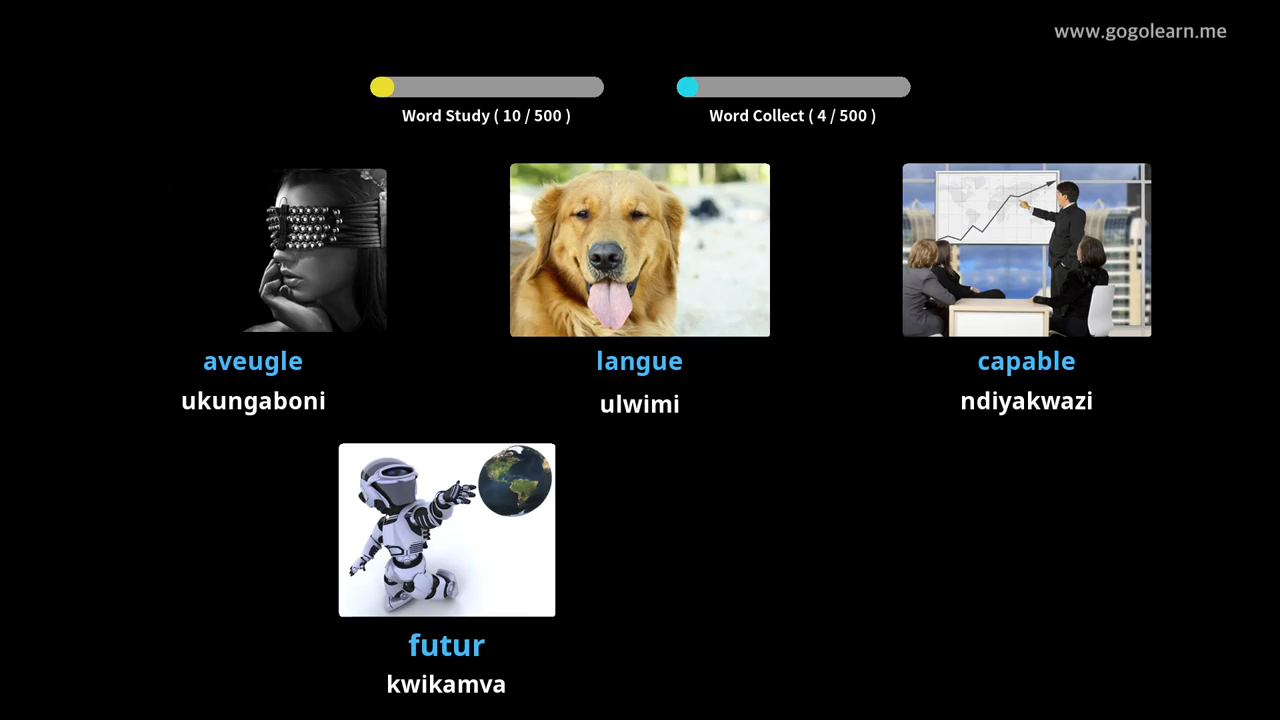 www.gogolearn.me
Word Study ( 10 / 500 )
Word Collect ( 4 / 500 )
aveugle
ukungaboni
langue
ulwimi
capable
ndiyakwazi
futur
kwikamva